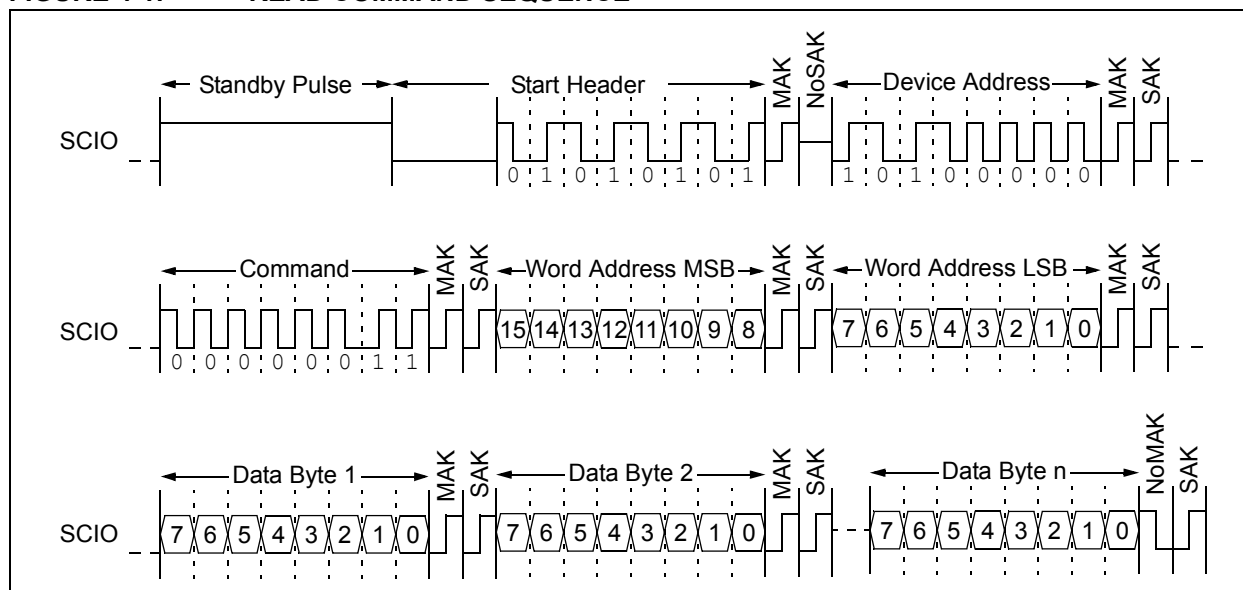 Standby Pulse Start Header MAK NoSAK Device Address MAK SAK
SCIO
0 1 0 1 0 1 0 1 1 0 1 0 0 0 0 0
Command MAK SAK Word Address MSB MAK SAK Word Address LSB MAK SAK
SCIO
15 14 13 12 11 10 9 8 7 6 5 4 3 2 1 0
0 0 0 0 0 0 1 1
Data Byte 1 MAK SAK Data Byte 2 MAK SAK Data Byte n NoMAK SAK
SCIO
7 6 5 4 3 2 1 0 7 6 5 4 3 2 1 0 7 6 5 4 3 2 1 0